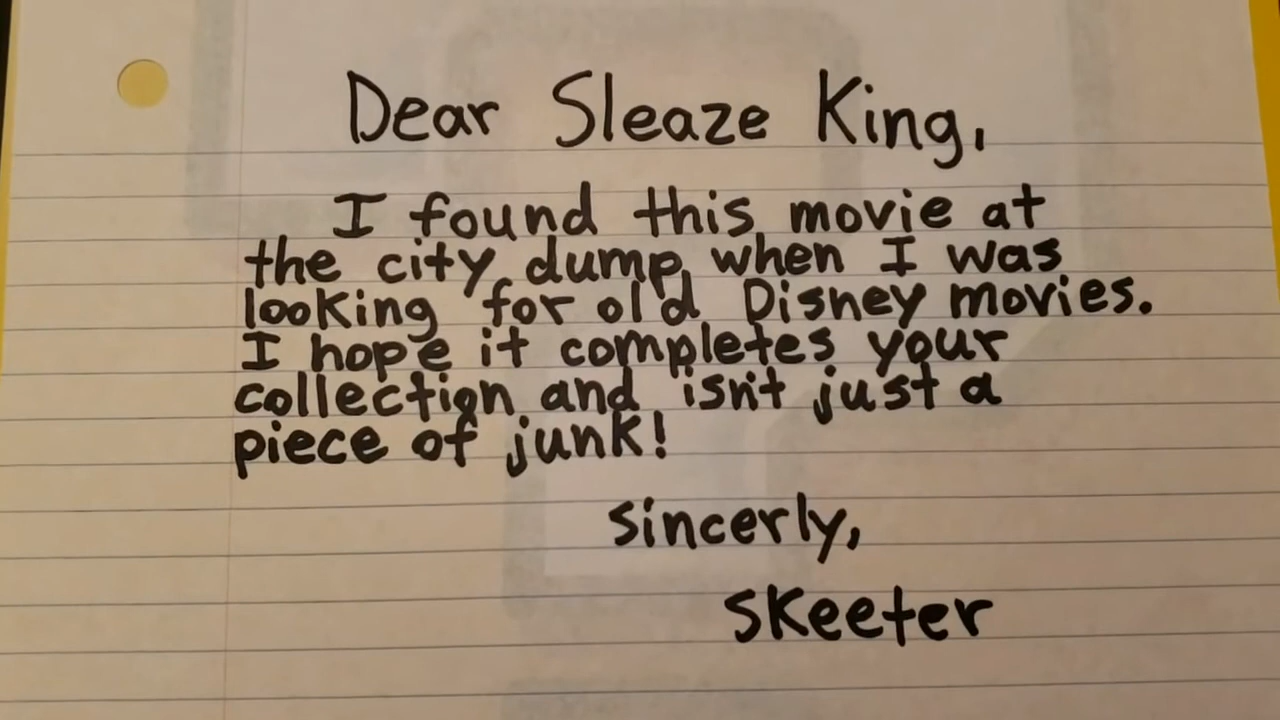 Dear Sleaze King,
I found this movie at
the city dump when I was
looking for old Disney movies.
I hope it completes your
collection and isn't just a
piece of junk!
sincerly,
Skeeter